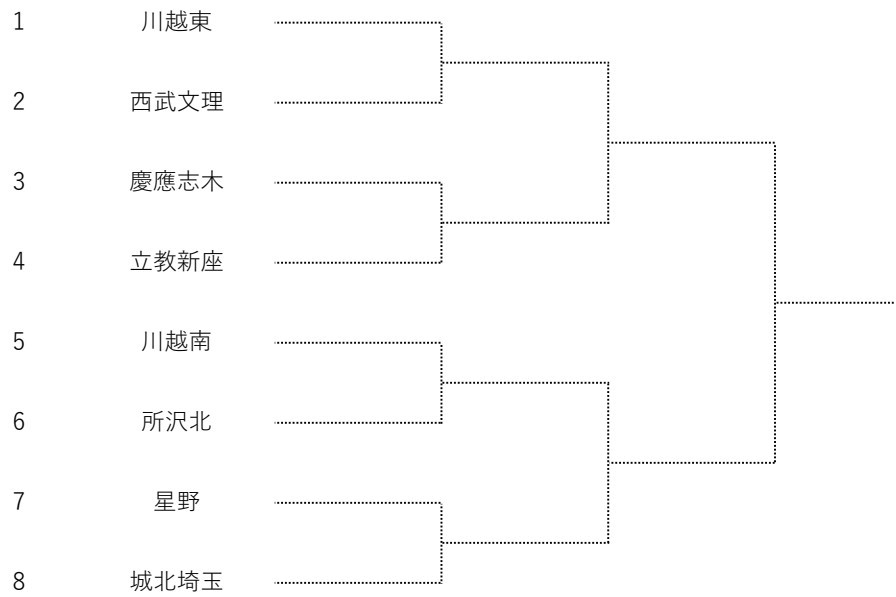 1 川越東
2 西武文理
3 慶應志木
4 立教新座
5 川越南
6 所沢北
7 星野
8 城北埼玉